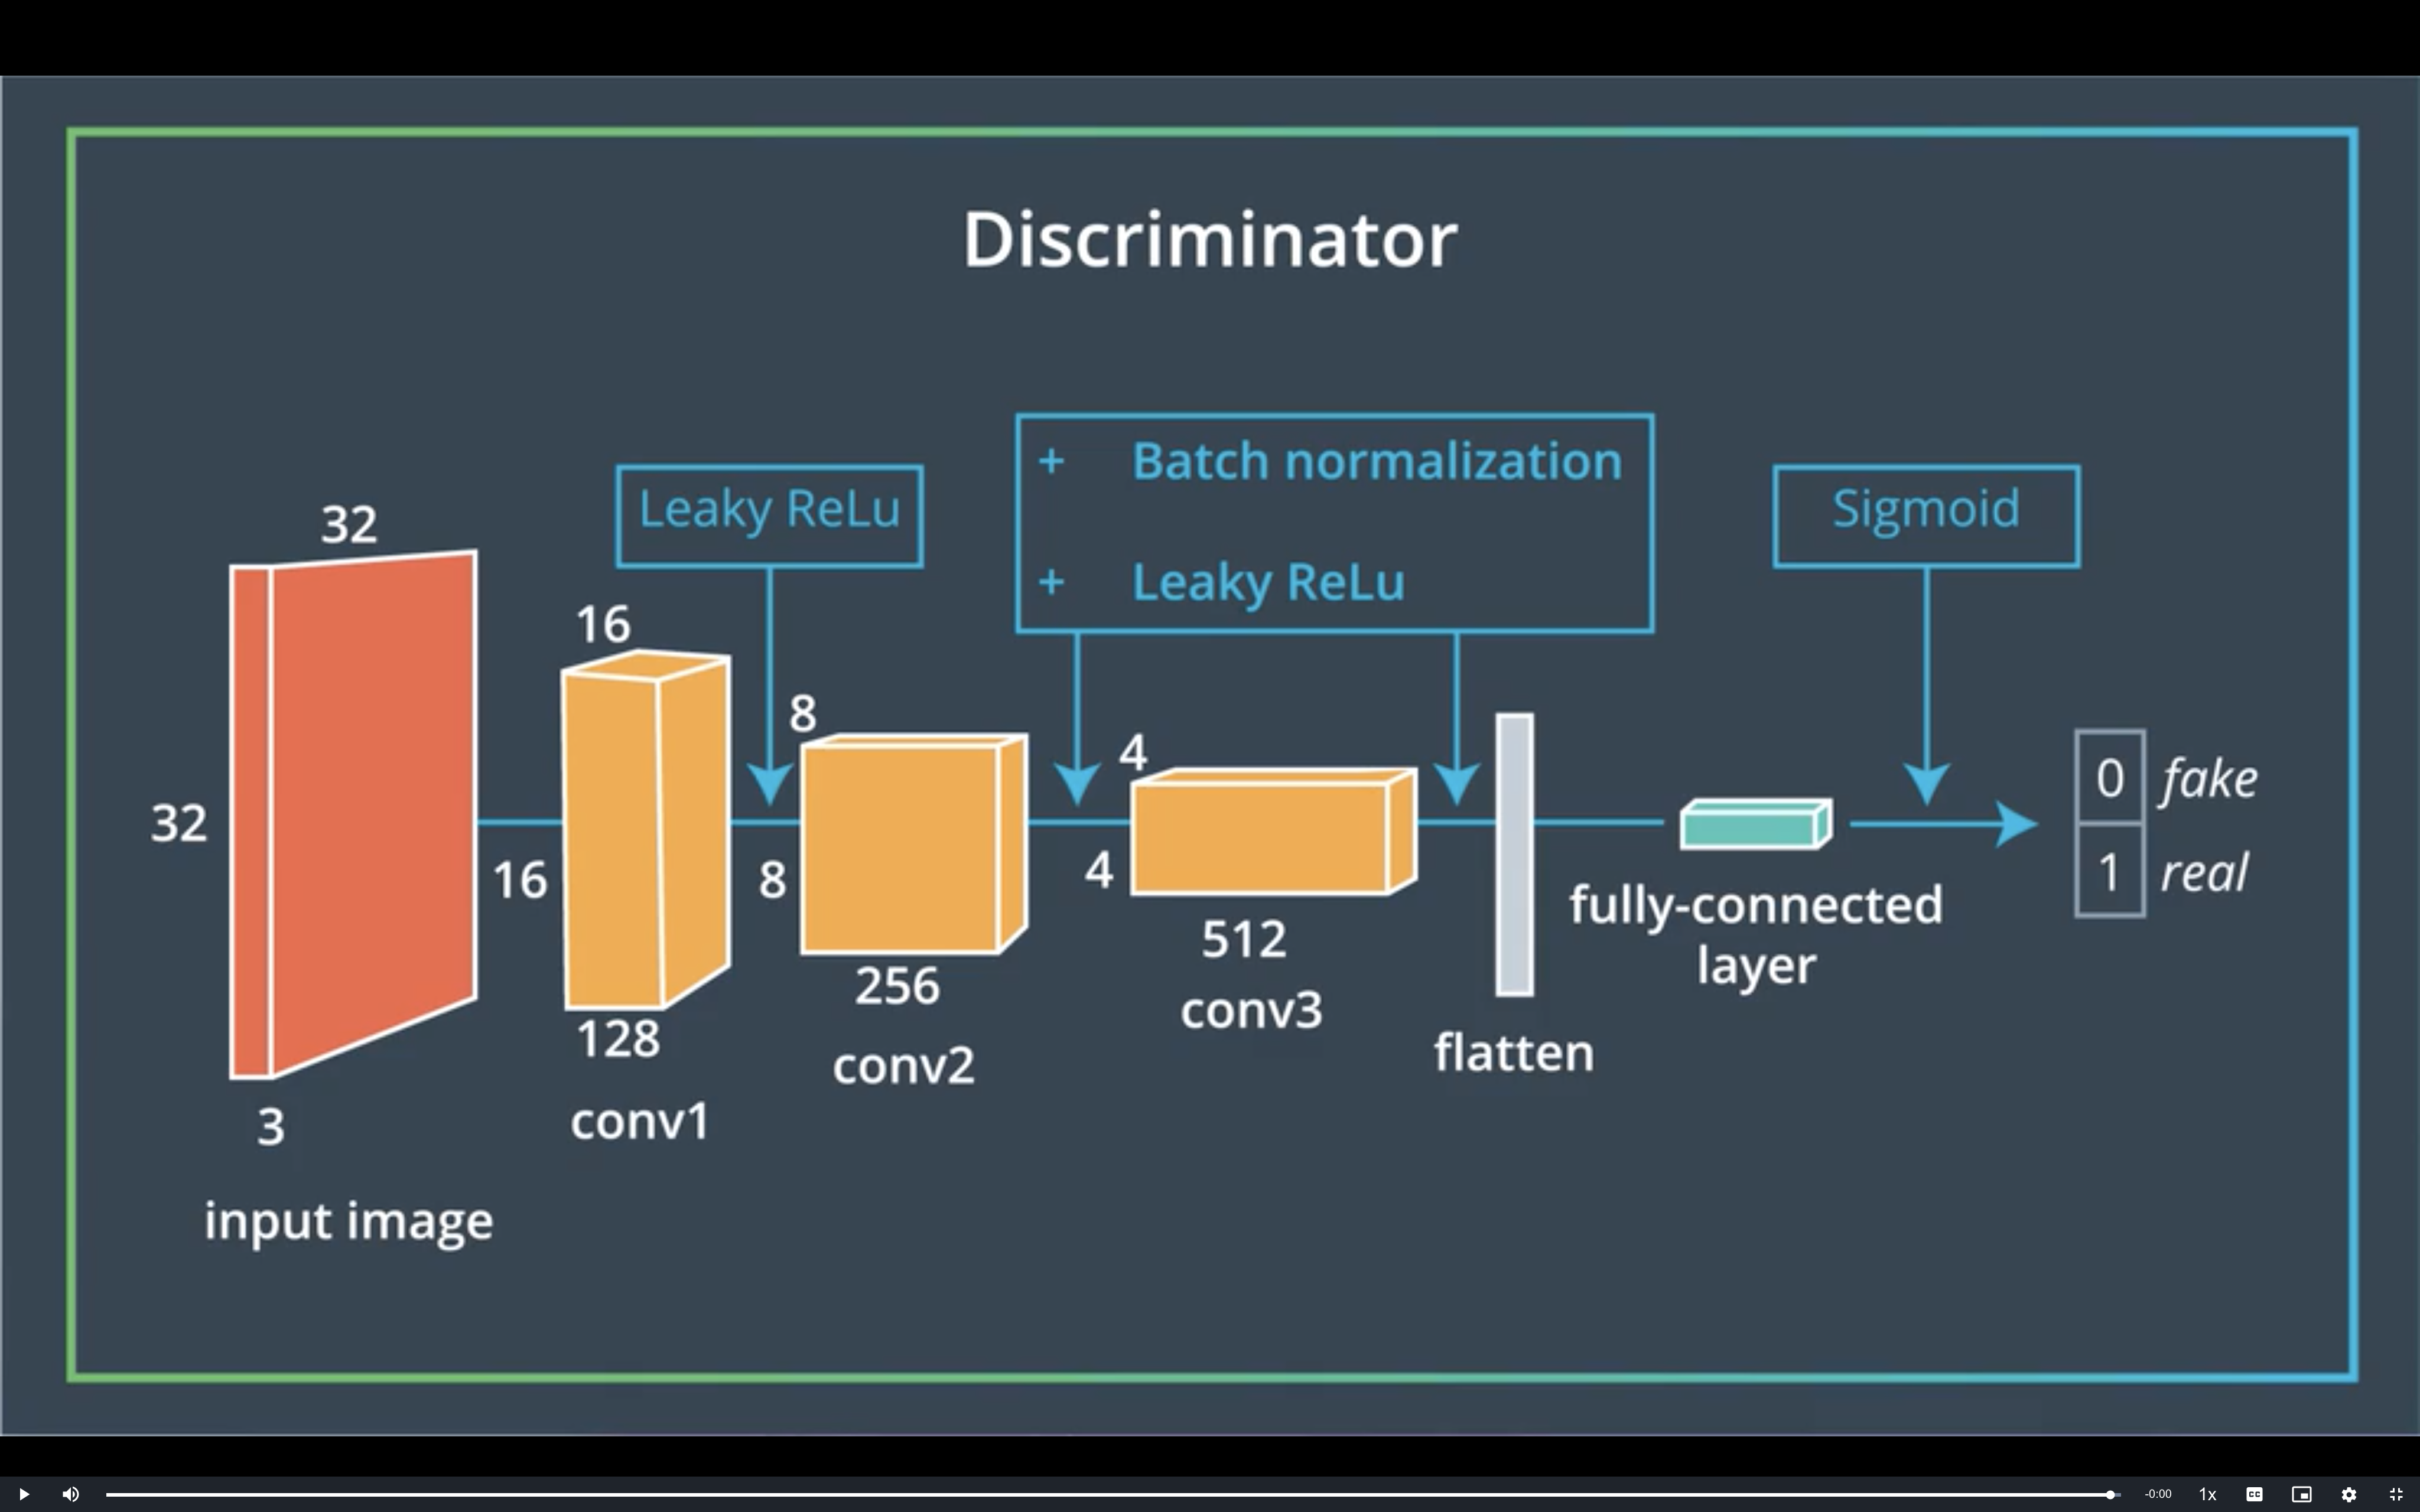 Discriminator
Leaky ReLu
+ Batch normalization
+ Leaky ReLu
Sigmoid
32
32
3
input image
16
16
128
conv1
8
8
256
conv2
4
4
512
conv3
flatten
fully-connected
layer
0 fake
1 real
-0:00
1x
CC